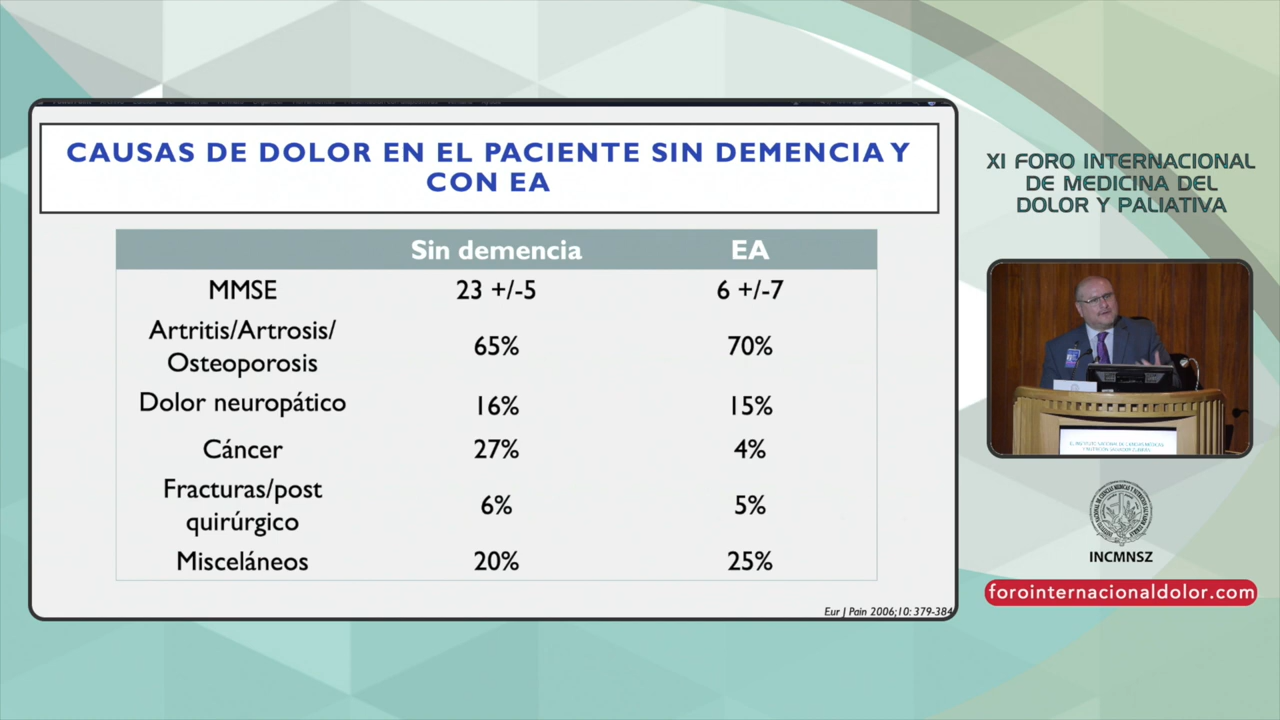 CAUSAS DE DOLOR EN EL PACIENTE SIN DEMENCIA Y
CON EA
Sin demencia EA
MMSE 23 +/-5 6 +/-7
Artritis/Artrosis/
Osteoporosis 65% 70%
Dolor neuropático 16% 15%
Cáncer 27% 4%
Fracturas/post
quirúrgico 6% 5%
Misceláneos 20% 25%
Eur J Pain 2006;10: 379-384
XI FORO INTERNACIONAL
DE MEDICINA DEL
DOLOR Y PALIATIVA
INCMNSZ
forointernacionaldolor.com